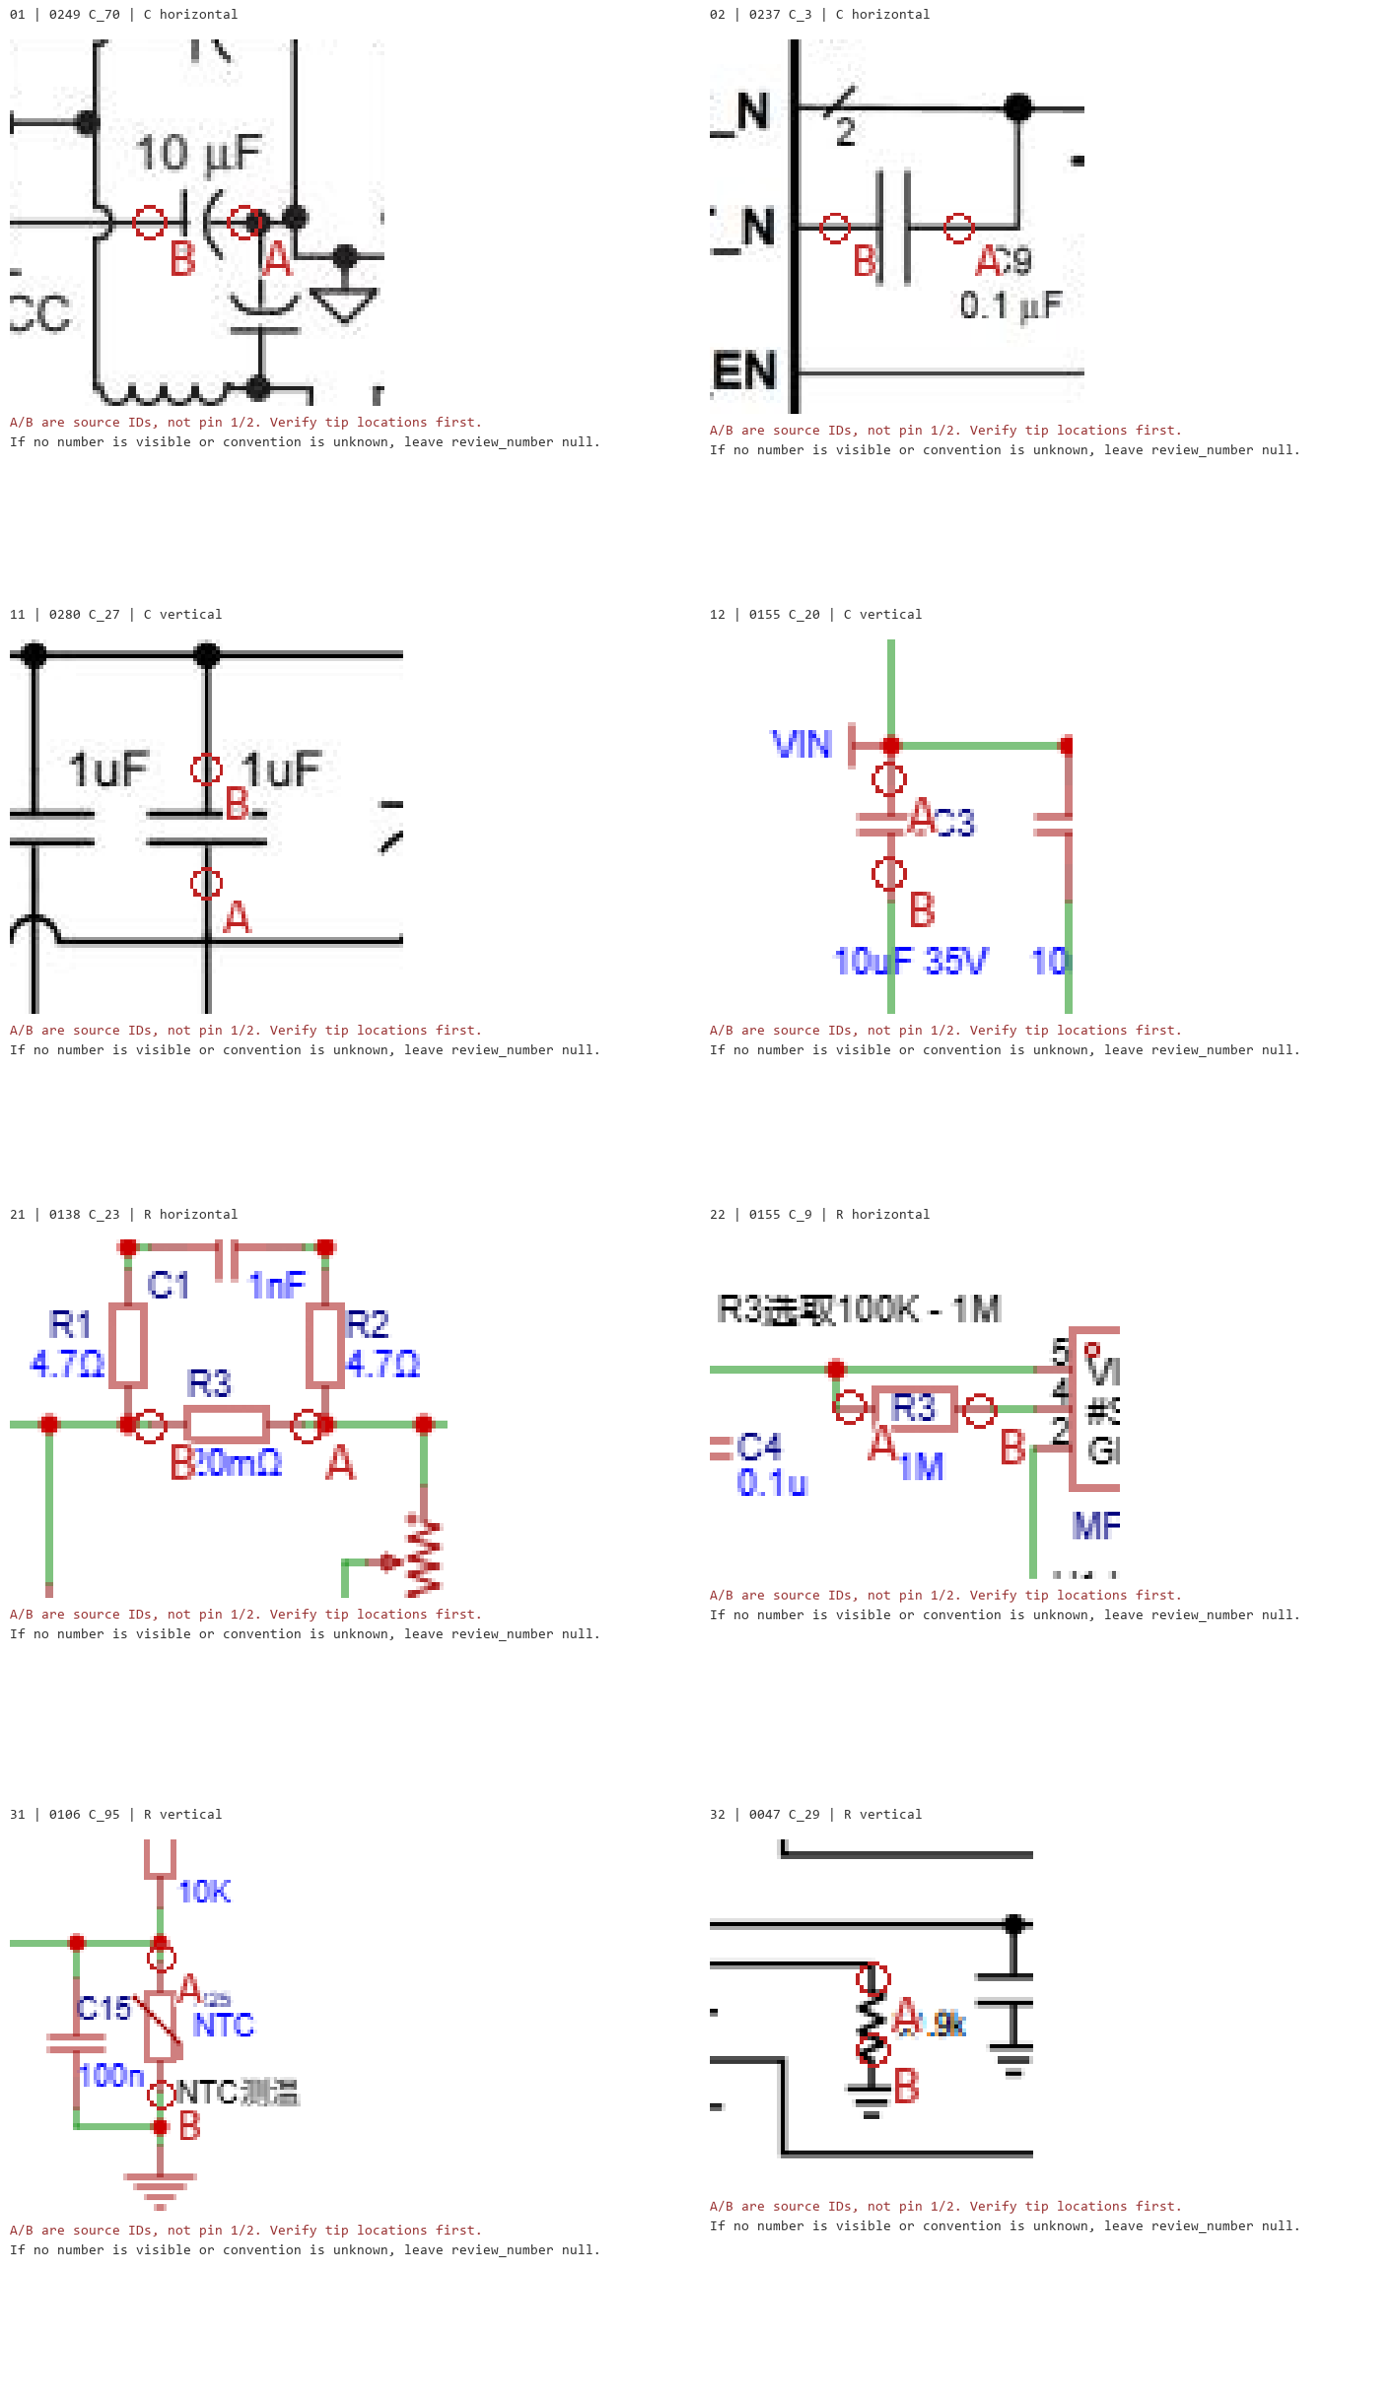 01 | 0249 C_70 | C horizontal
10 µF
B
A
CC
A/B are source IDs, not pin 1/2. Verify tip locations first.
If no number is visible or convention is unknown, leave review_number null.
02 | 0237 C_3 | C horizontal
_N
2
_N
B
A
C9
0.1 µF
EN
A/B are source IDs, not pin 1/2. Verify tip locations first.
If no number is visible or convention is unknown, leave review_number null.
11 | 0280 C_27 | C vertical
1uF
1uF
B
A
A/B are source IDs, not pin 1/2. Verify tip locations first.
If no number is visible or convention is unknown, leave review_number null.
12 | 0155 C_20 | C vertical
VIN
A
C3
B
10uF 35V
10
A/B are source IDs, not pin 1/2. Verify tip locations first.
If no number is visible or convention is unknown, leave review_number null.
21 | 0138 C_23 | R horizontal
C1
1nF
R1
R2
4.7Ω
4.7Ω
R3
B
20mΩ
A
A/B are source IDs, not pin 1/2. Verify tip locations first.
If no number is visible or convention is unknown, leave review_number null.
22 | 0155 C_9 | R horizontal
R3选取100K - 1M
5
VI
4
R3
2
A
B
GI
C4
1M
0.1u
MF
A/B are source IDs, not pin 1/2. Verify tip locations first.
If no number is visible or convention is unknown, leave review_number null.
31 | 0106 C_95 | R vertical
10K
A
C15
NTC
100n
NTC测温
B
A/B are source IDs, not pin 1/2. Verify tip locations first.
If no number is visible or convention is unknown, leave review_number null.
32 | 0047 C_29 | R vertical
A
.9k
B
A/B are source IDs, not pin 1/2. Verify tip locations first.
If no number is visible or convention is unknown, leave review_number null.